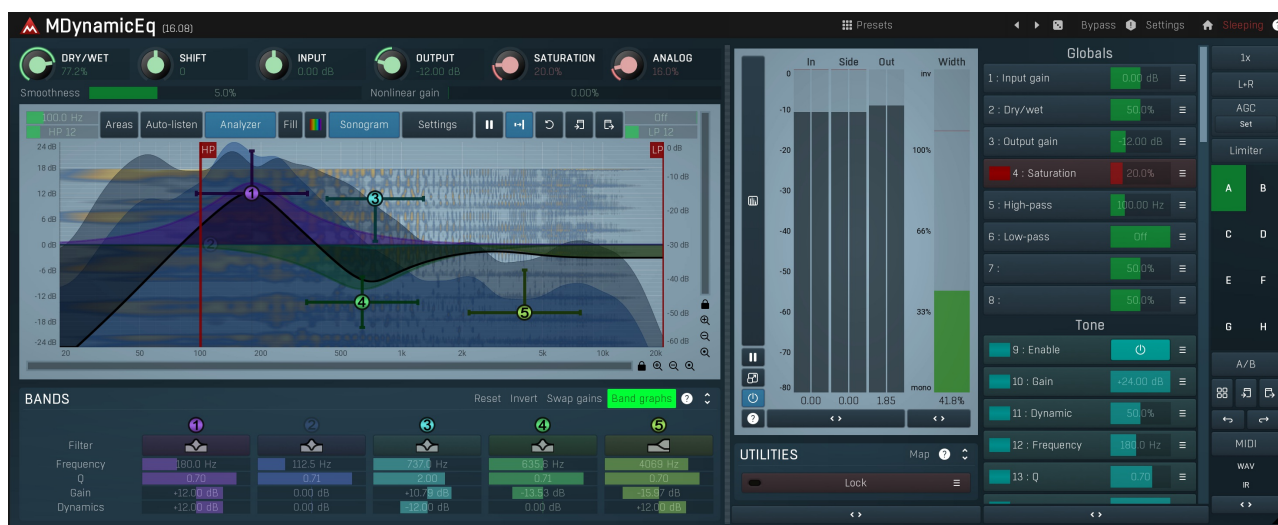 MDynamicEq (16.08)
Presets
Bypass
Settings
Sleeping
DRY/WET
77.2%
SHIFT
0
INPUT
0.00 dB
OUTPUT
-12.00 dB
SATURATION
20.0%
ANALOG
16.0%
Smoothness 5.0%
Nonlinear gain 0.00%
100.0 Hz
HP 12
Areas
Auto-listen
Analyzer
Fill
Sonogram
Settings
Off
LP 12
24 dB
18 dB
12 dB
6 dB
0 dB
-6 dB
-12 dB
-18 dB
-24 dB
HP
LP
1
2
3
4
5
0 dB
-10 dB
-20 dB
-30 dB
-40 dB
-50 dB
-60 dB
20 50 100 200 500 1k 2k 5k 10k 20k
BANDS
Reset Invert Swap gains Band graphs ?
1 2 3 4 5
Filter
Frequency 180.0 Hz 112.5 Hz 737.0 Hz 635.6 Hz 4069 Hz
Q 0.70 0.71 2.00 0.71 0.70
Gain +12.00 dB 0.00 dB +10.79 dB -13.53 dB -15.97 dB
Dynamics +12.00 dB 0.00 dB -12.00 dB 0.00 dB +12.00 dB
In Side Out Width
0
-10
-20
-30
-40
-50
-60
-70
-80
inv
100%
66%
33%
mono
0.00 0.00 1.85 41.8%
?
UTILITIES
Map ?
Lock
Globals
1 : Input gain 0.00 dB
2 : Dry/wet 50.0%
3 : Output gain -12.00 dB
4 : Saturation 20.0%
5 : High-pass 100.00 Hz
6 : Low-pass Off
7 : 50.0%
8 : 50.0%
Tone
9 : Enable
10 : Gain +24.00 dB
11 : Dynamic 50.0%
12 : Frequency 180.0 Hz
13 : Q 0.70
1x
L+R
AGC
Set
Limiter
A B
C D
E F
G H
A/B
MIDI
WAV
IR